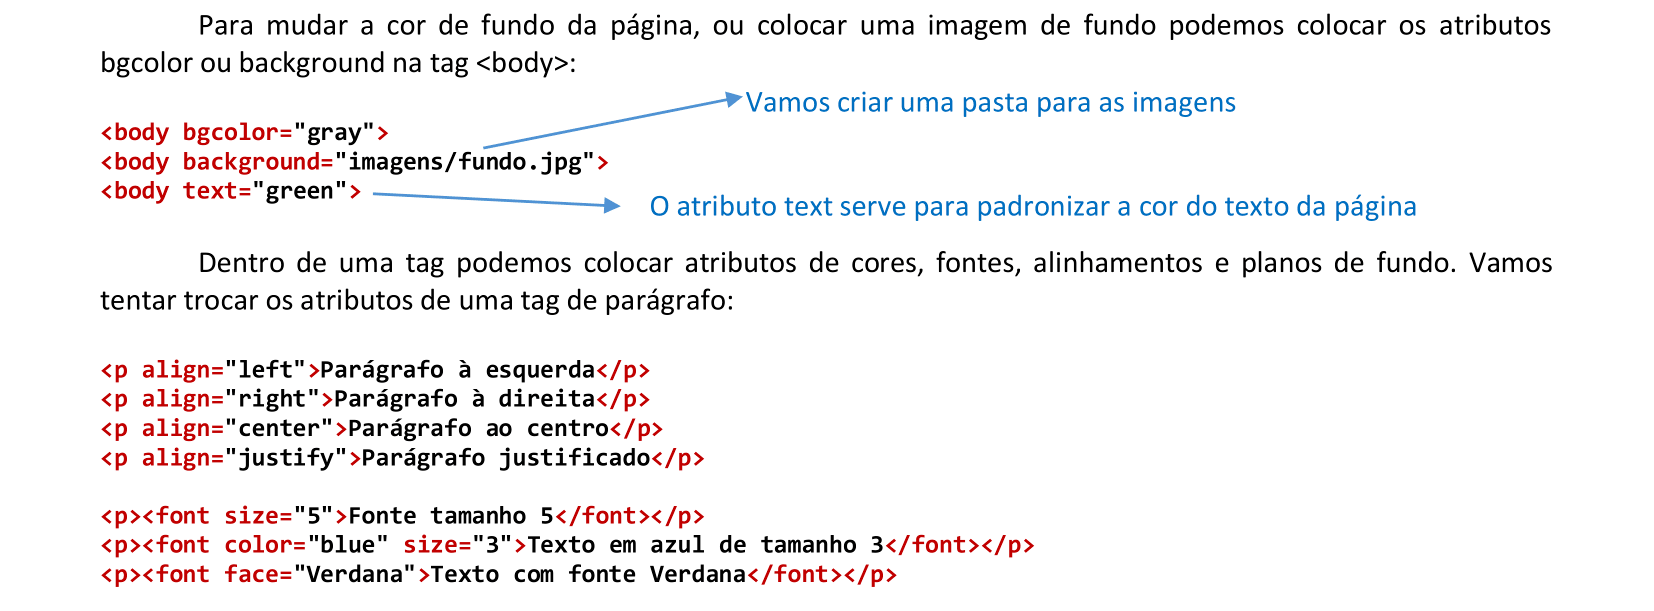 Para mudar a cor de fundo da página, ou colocar uma imagem de fundo podemos colocar os atributos
bgcolor ou background na tag <body>:
Vamos criar uma pasta para as imagens
<body bgcolor="gray">
<body background="imagens/fundo.jpg">
<body text="green">
O atributo text serve para padronizar a cor do texto da página
Dentro de uma tag podemos colocar atributos de cores, fontes, alinhamentos e planos de fundo. Vamos
tentar trocar os atributos de uma tag de parágrafo:
<p align="left">Parágrafo à esquerda</p>
<p align="right">Parágrafo à direita</p>
<p align="center">Parágrafo ao centro</p>
<p align="justify">Parágrafo justificado</p>
<p><font size="5">Fonte tamanho 5</font></p>
<p><font color="blue" size="3">Texto em azul de tamanho 3</font></p>
<p><font face="Verdana">Texto com fonte Verdana</font></p>